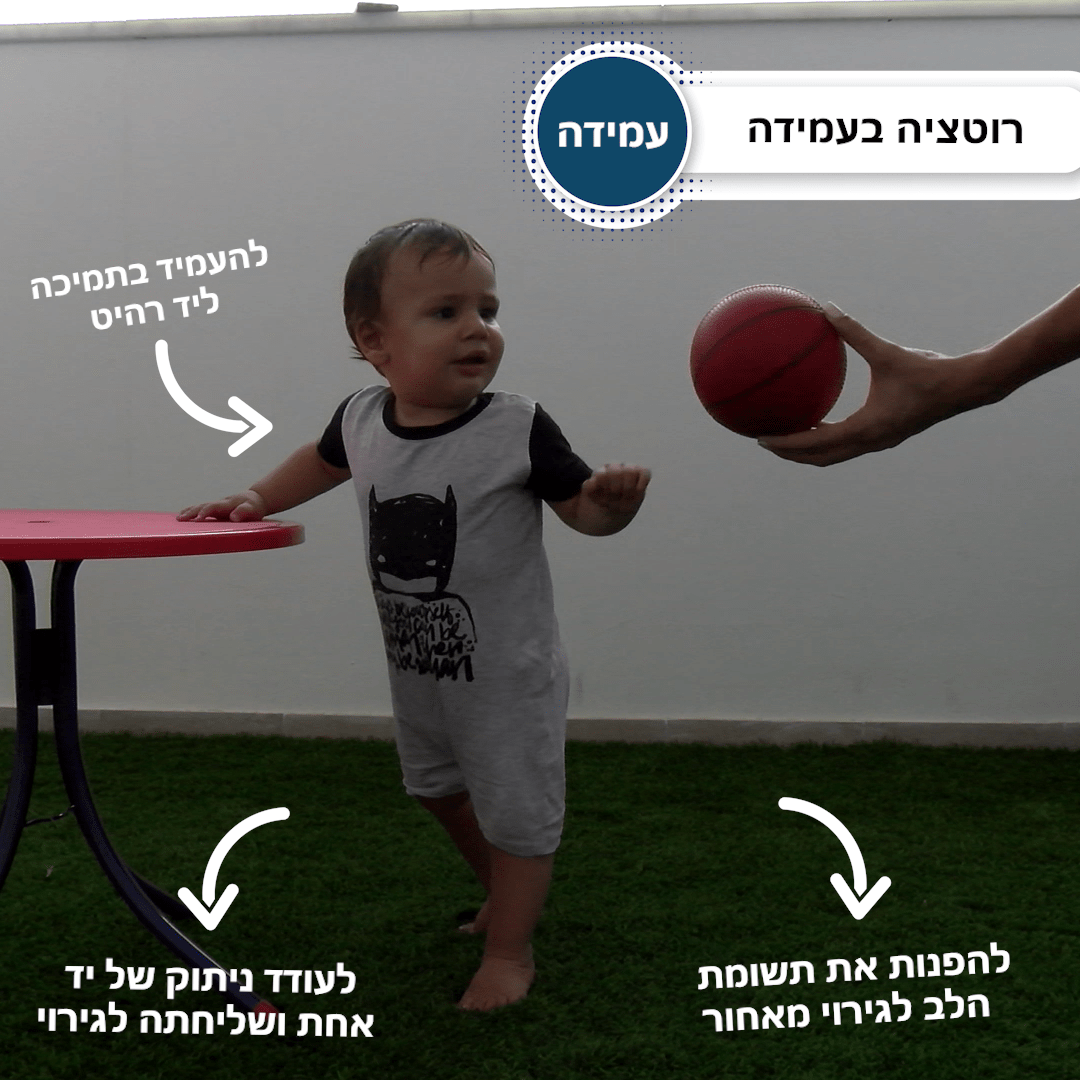 רוטציה בעמידה
עמידה
להעמיד בתמיכה
ליד רהיט
לעודד ניתוק של יד
אחת ושליחתה לגירוי
להפנות את תשומת
הלב לגירוי מאחור